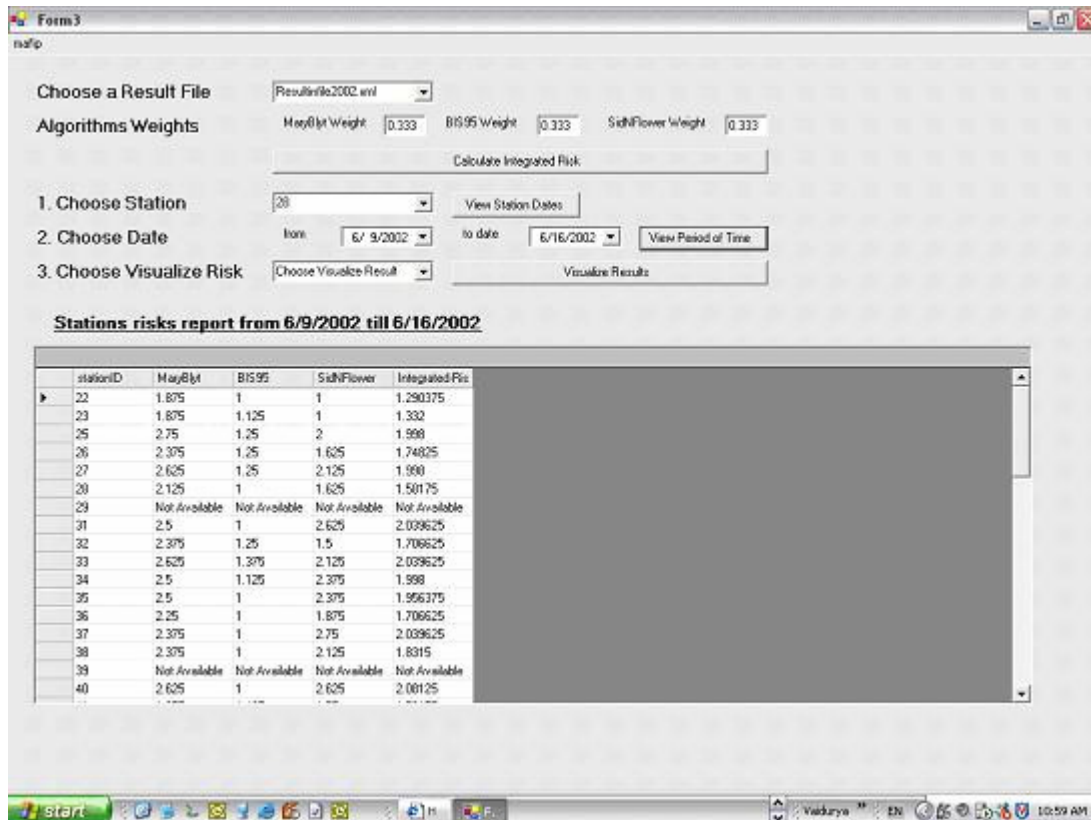 Form3
mafip
Choose a Result File Resultinfile2002.xml
Algorithms Weights MaryBlyt Weight 0.333 BIS95 Weight 0.333 SidNFlower Weight 0.333
Calculate Integrated Risk
1. Choose Station 28 View Station Dates
2. Choose Date from 6/ 9/2002 to date 6/16/2002 View Period of Time
3. Choose Visualize Risk Choose Visualize Result Visualize Results
Stations risks report from 6/9/2002 till 6/16/2002
stationID MaryBlyt BIS95 SidNFlower Integrated-Ris
22 1.875 1 1 1.290375
23 1.875 1.125 1 1.332
25 2.75 1.25 2 1.998
26 2.375 1.25 1.625 1.74825
27 2.625 1.25 2.125 1.998
28 2.125 1 1.625 1.58175
29 Not Available Not Available Not Available Not Available
31 2.5 1 2.625 2.039625
32 2.375 1.25 1.5 1.706625
33 2.625 1.375 2.125 2.039625
34 2.5 1.125 2.375 1.998
35 2.5 1 2.375 1.956375
36 2.25 1 1.875 1.706625
37 2.375 1 2.75 2.039625
38 2.375 1 2.125 1.8315
39 Not Available Not Available Not Available Not Available
40 2.625 1 2.625 2.08125
start H F... Vaidurya EN 10:59 AM